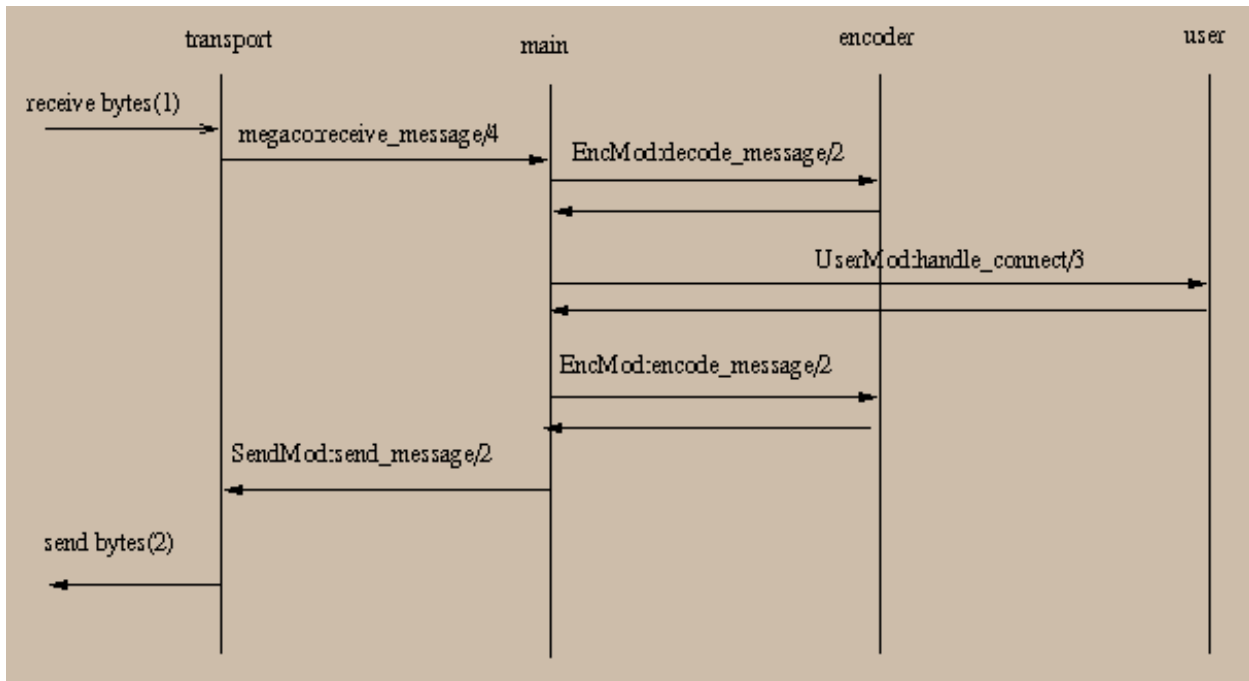 transport
main
encoder
user
receive bytes(1)
megaco:receive_message/4
EncMod:decode_message/2
UserMod:handle_connect/3
EncMod:encode_message/2
SendMod:send_message/2
send bytes(2)